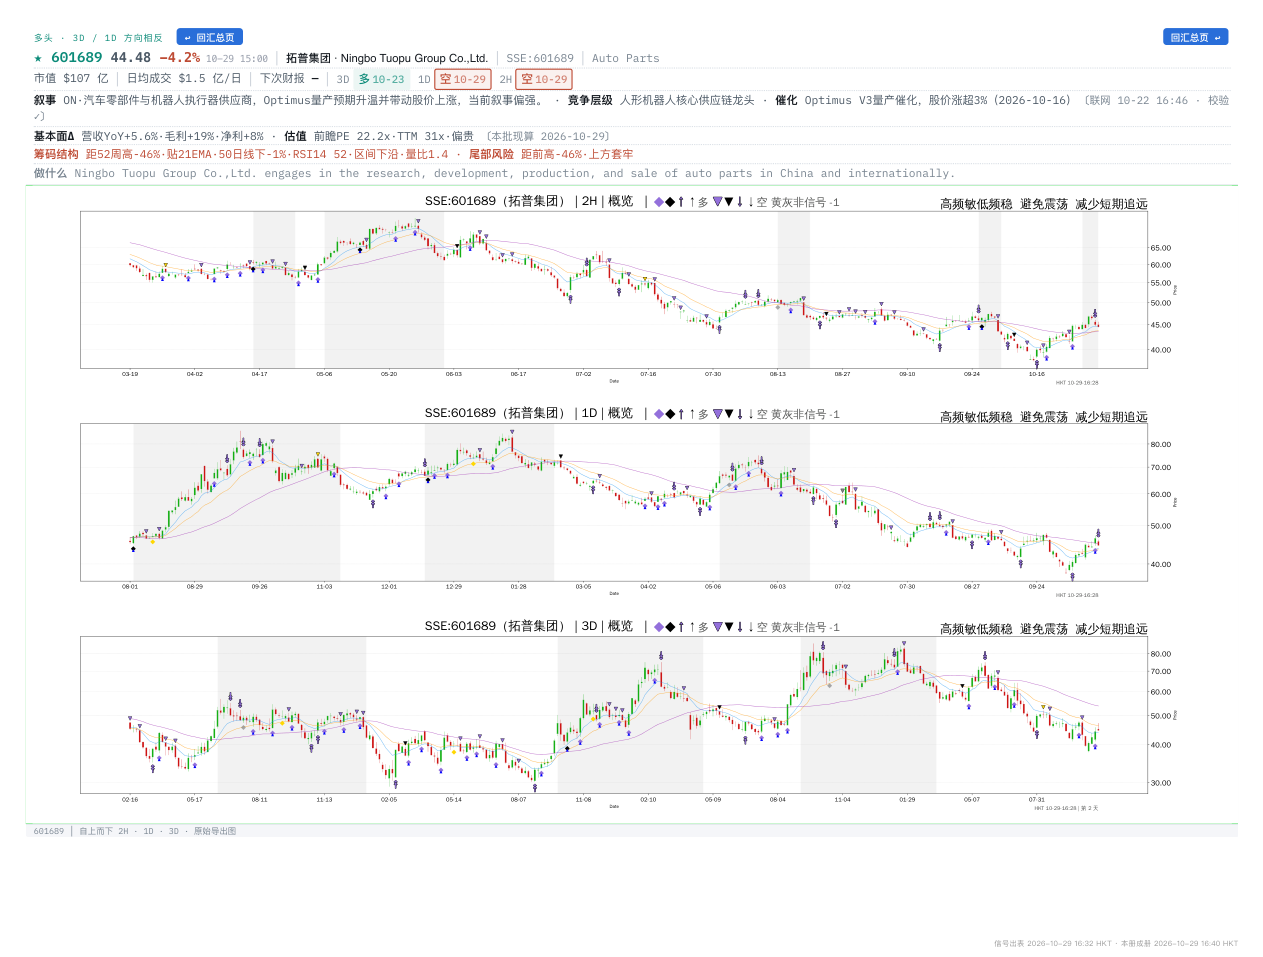 多头 · 3D / 1D 方向相反 ↩ 回汇总页 回汇总页 ↩
★ 601689 44.48 −4.2% 10-29 15:00 │ 拓普集团 · Ningbo Tuopu Group Co.,Ltd. │ SSE:601689 │ Auto Parts
市值 $107 亿 │ 日均成交 $1.5 亿/日 │ 下次财报 — │ 3D 多 10-23 1D 空 10-29 2H 空 10-29
叙事 ON·汽车零部件与机器人执行器供应商, Optimus量产预期升温并带动股价上涨, 当前叙事偏强。 · 竞争层级 人形机器人核心供应链龙头 · 催化 Optimus V3量产催化, 股价涨超3% (2026-10-16) 〔联网 10-22 16:46 · 校验
✓〕
基本面Δ 营收YoY+5.6%·毛利+19%·净利+8% · 估值 前瞻PE 22.2x·TTM 31x·偏贵 〔本批现算 2026-10-29〕
筹码结构 距52周高-46%·贴21EMA·50日线下-1%·RSI14 52·区间下沿·量比1.4 · 尾部风险 距前高-46%·上方套牢
做什么 Ningbo Tuopu Group Co.,Ltd. engages in the research, development, production, and sale of auto parts in China and internationally.
SSE:601689（拓普集团） | 2H | 概览 | ◆◆↑↑多 ▼▼↓↓空 黄灰非信号 -1 高频敏低频稳 避免震荡 减少短期追远
65.00
60.00
55.00
50.00
45.00
40.00
Price
03-19 04-02 04-17 05-06 05-20 06-03 06-17 07-02 07-16 07-30 08-13 08-27 09-10 09-24 10-16
Date
HKT 10-29-16:28
SSE:601689（拓普集团） | 1D | 概览 | ◆◆↑↑多 ▼▼↓↓空 黄灰非信号 -1 高频敏低频稳 避免震荡 减少短期追远
80.00
70.00
60.00
50.00
40.00
Price
08-01 08-29 09-26 11-03 12-01 12-29 01-28 03-05 04-02 05-06 06-03 07-02 07-30 08-27 09-24
Date
HKT 10-29-16:28
SSE:601689（拓普集团） | 3D | 概览 | ◆◆↑↑多 ▼▼↓↓空 黄灰非信号 -1 高频敏低频稳 避免震荡 减少短期追远
80.00
70.00
60.00
50.00
40.00
30.00
Price
02-16 05-17 08-11 11-13 02-05 05-14 08-07 11-08 02-10 05-09 08-04 11-04 01-29 05-07 07-31
Date
HKT 10-29-16:28 | 第 2 天
601689 │ 自上而下 2H · 1D · 3D · 原始导出图
信号出表 2026-10-29 16:32 HKT · 本册成册 2026-10-29 16:40 HKT